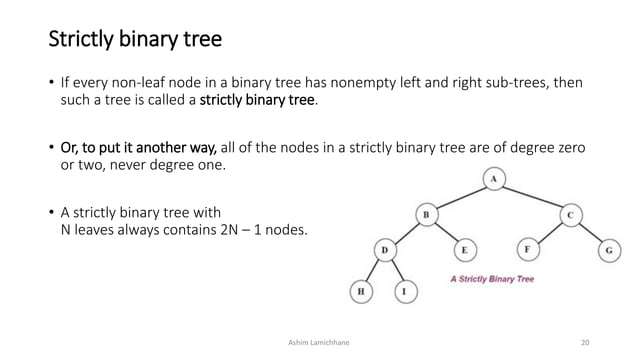 Strictly binary tree
• If every non-leaf node in a binary tree has nonempty left and right sub-trees, then
such a tree is called a strictly binary tree.
• Or, to put it another way, all of the nodes in a strictly binary tree are of degree zero
or two, never degree one.
• A strictly binary tree with
N leaves always contains 2N – 1 nodes.
A
B
C
D
E
F
G
H
I
A Strictly Binary Tree
Ashim Lamichhane
20